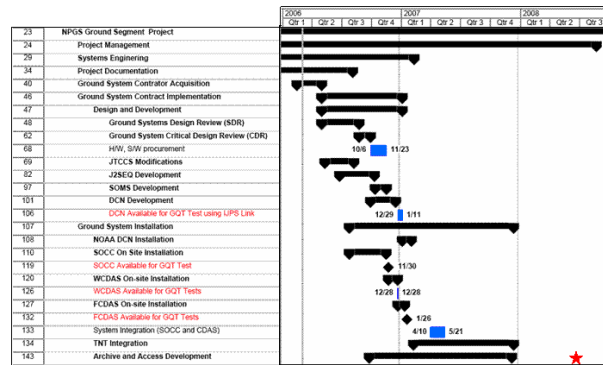 2006 2007 2008
Qtr 1 Qtr 2 Qtr 3 Qtr 4 Qtr 1 Qtr 2 Qtr 3 Qtr 4 Qtr 1 Qtr 2 Qtr 3
23 NPGS Ground Segment Project
24 Project Management
29 Systems Enginering
34 Project Documentation
40 Ground System Contrator Acquisition
46 Ground System Contract Implementation
47 Design and Development
48 Ground Systems Design Review (SDR)
62 Ground System Critical Design Review (CDR)
68 H/W, S/W procurement 10/6 11/23
69 JTCCS Modifications
82 J2SEQ Development
97 SOMS Development
101 DCN Development
106 DCN Available for GQT Test using IJPS Link 12/29 1/11
107 Ground System Installation
108 NOAA DCN Installation
110 SOCC On Site Installation
119 SOCC Available for GQT Test 11/30
120 WCDAS On-site Installation
126 WCDAS Available for GQT Tests 12/28 12/28
127 FCDAS On-site Installation
132 FCDAS Available for GQT Tests 1/26
133 System Integration (SOCC and CDAS) 4/10 5/21
134 TNT Integration
143 Archive and Access Development